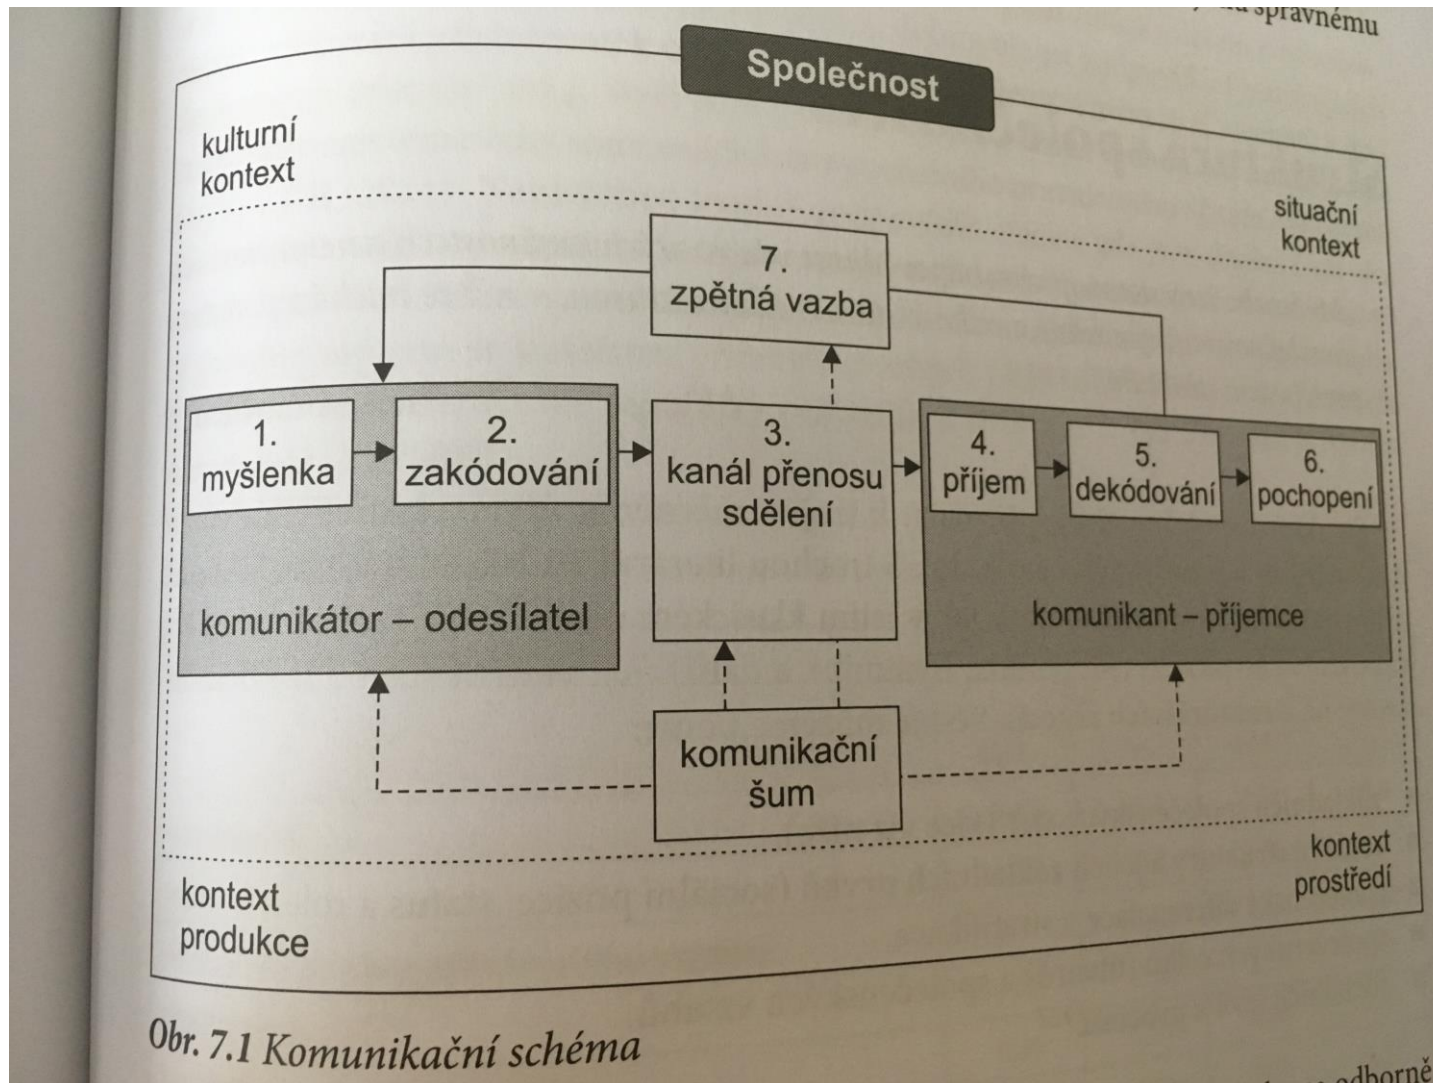 správnému
Společnost
kulturní
kontext
situační
kontext
7.
zpětná vazba
1.
myšlenka
2.
zakódování
3.
kanál přenosu
sdělení
4.
příjem
5.
dekódování
6.
pochopení
komunikátor – odesílatel
komunikant – příjemce
komunikační
šum
kontext
produkce
kontext
prostředí
Obr. 7.1 Komunikační schéma
odborně